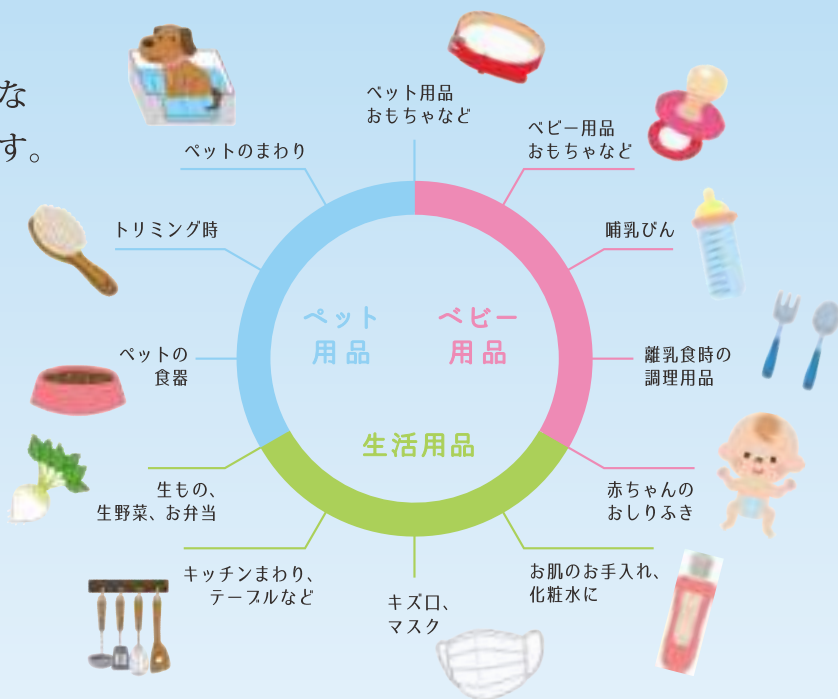 な
す。
ペット用品
おもちゃなど
ベビー用品
おもちゃなど
ペットのまわり
トリミング時
哺乳びん
ペット
用品
ベビー
用品
ペットの
食器
離乳食時の
調理用品
生活用品
生もの、
生野菜、お弁当
赤ちゃんの
おしりふき
キッチンまわり、
テーブルなど
キズ口、
マスク
お肌のお手入れ、
化粧水に